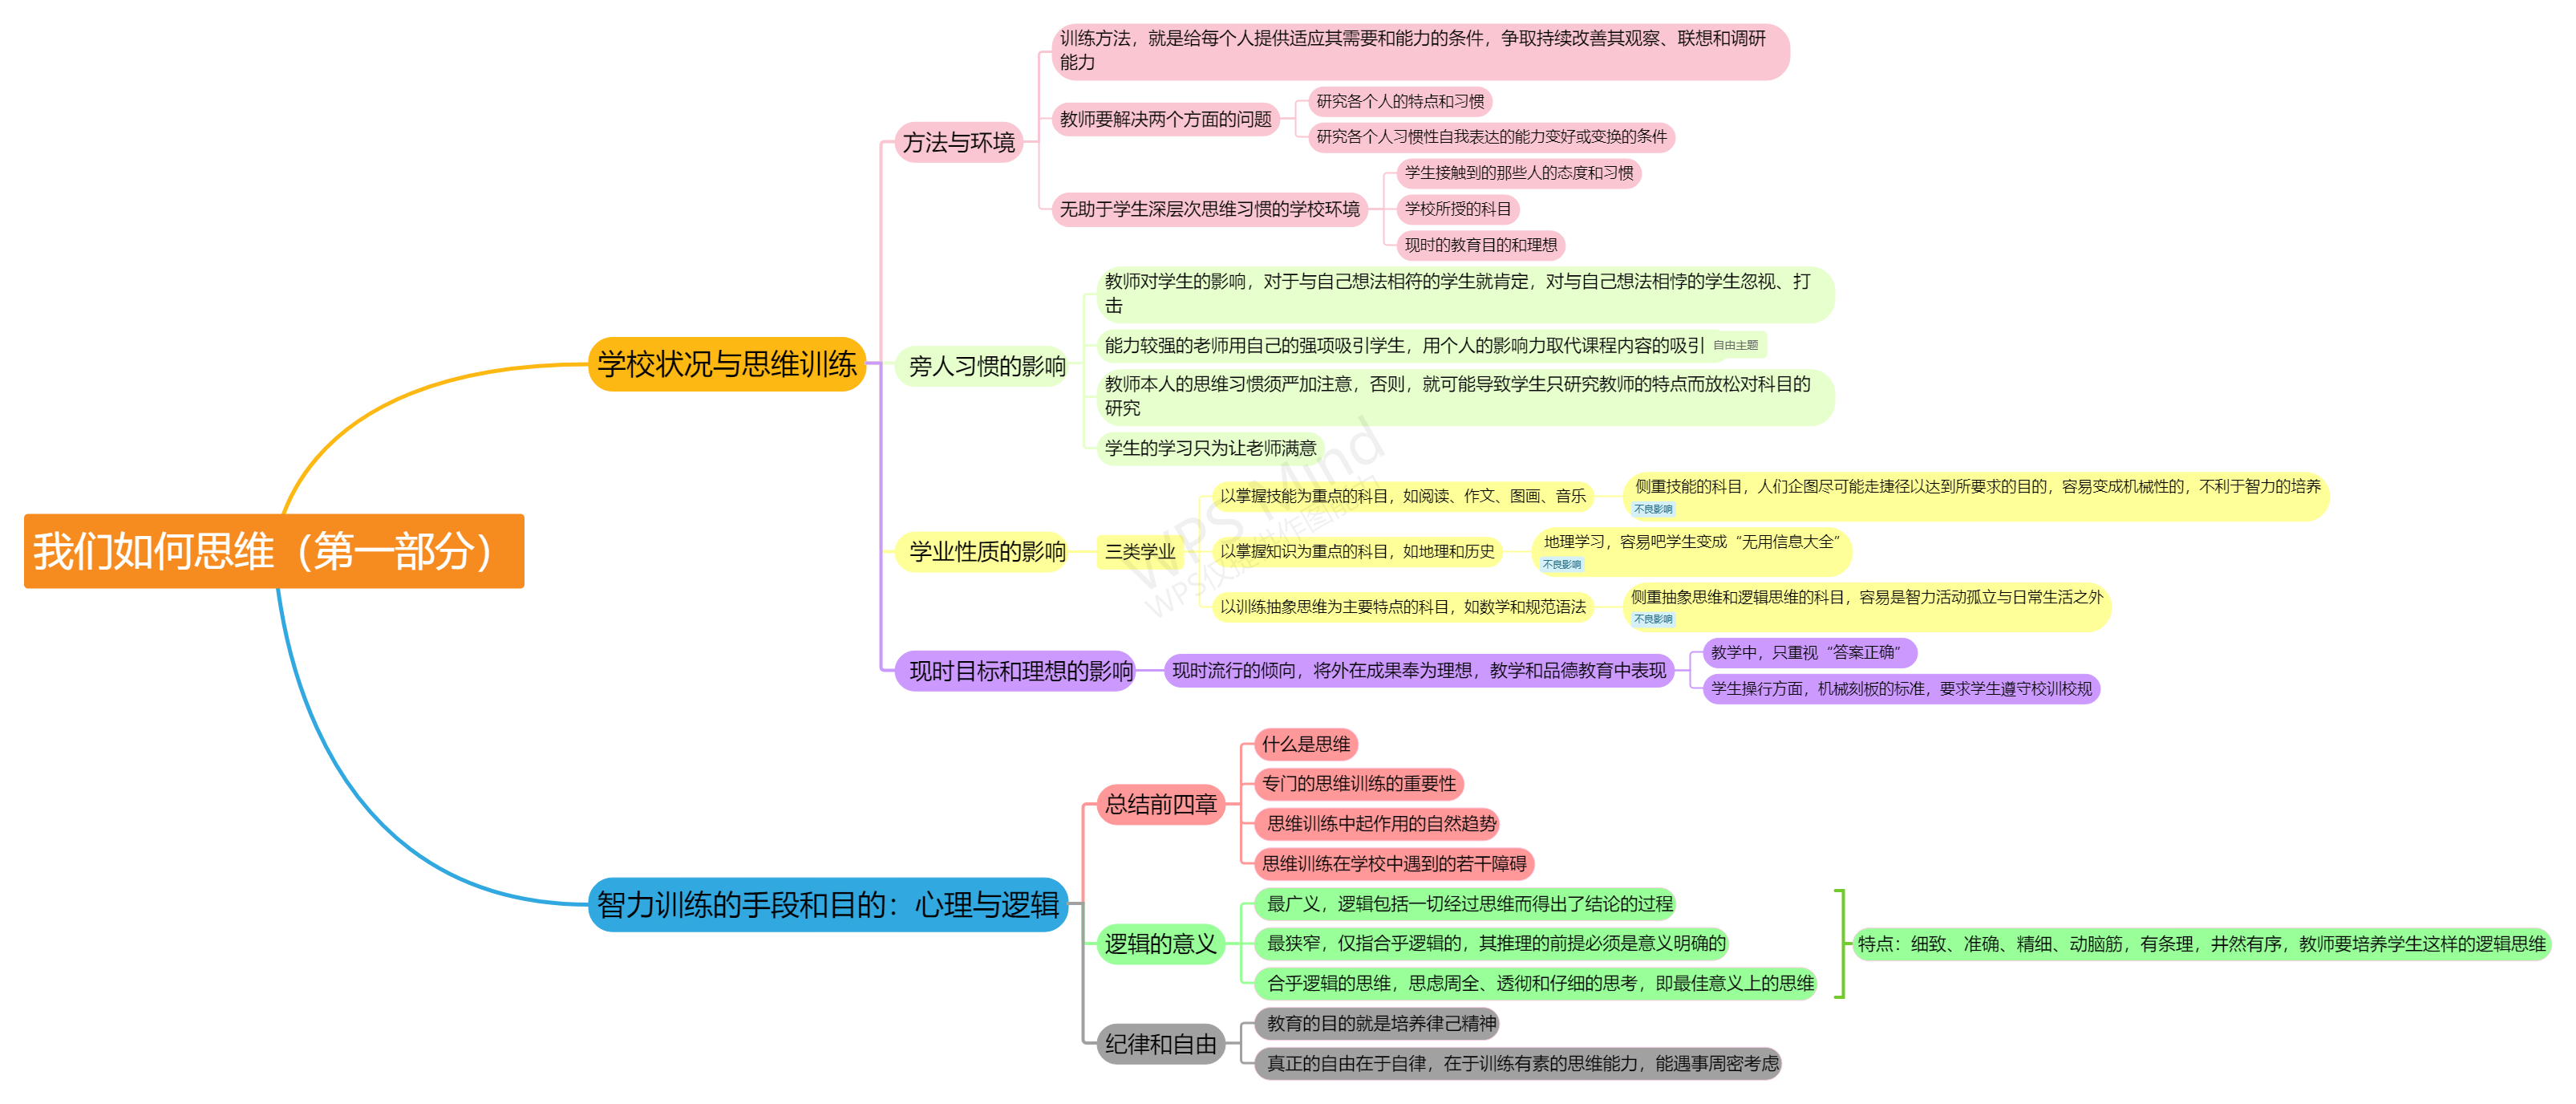 训练方法，就是给每个人提供适应其需要和能力的条件，争取持续改善其观察、联想和调研
能力
研究各个人的特点和习惯
教师要解决两个方面的问题
研究各个人习惯性自我表达的能力变好或变换的条件
方法与环境
学生接触到的那些人的态度和习惯
无助于学生深层次思维习惯的学校环境
学校所授的科目
现时的教育目的和理想
教师对学生的影响，对于与自己想法相符的学生就肯定，对与自己想法相悖的学生忽视、打
击
能力较强的老师用自己的强项吸引学生，用个人的影响力取代课程内容的吸引
自由主题
学校状况与思维训练
旁人习惯的影响
教师本人的思维习惯须严加注意，否则，就可能导致学生只研究教师的特点而放松对科目的
研究
学生的学习只为让老师满意
以掌握技能为重点的科目，如阅读、作文、图画、音乐
侧重技能的科目，人们企图尽可能走捷径以达到所要求的目的，容易变成机械性的，不利于智力的培养
不良影响
我们如何思维（第一部分）
学业性质的影响
三类学业
以掌握知识为重点的科目，如地理和历史
地理学习，容易吧学生变成“无用信息大全”
不良影响
以训练抽象思维为主要特点的科目，如数学和规范语法
侧重抽象思维和逻辑思维的科目，容易是智力活动孤立与日常生活之外
不良影响
现时目标和理想的影响
现时流行的倾向，将外在成果奉为理想，教学和品德教育中表现
教学中，只重视“答案正确”
学生操行方面，机械刻板的标准，要求学生遵守校训校规
什么是思维
专门的思维训练的重要性
总结前四章
思维训练中起作用的自然趋势
思维训练在学校中遇到的若干障碍
智力训练的手段和目的：心理与逻辑
最广义，逻辑包括一切经过思维而得出了结论的过程
逻辑的意义
最狭窄，仅指合乎逻辑的，其推理的前提必须是意义明确的
特点：细致、准确、精细、动脑筋，有条理，井然有序，教师要培养学生这样的逻辑思维
合乎逻辑的思维，思虑周全、透彻和仔细的思考，即最佳意义上的思维
教育的目的就是培养律己精神
纪律和自由
真正的自由在于自律，在于训练有素的思维能力，能遇事周密考虑
WPS Mind
WPS仅提供作图能力